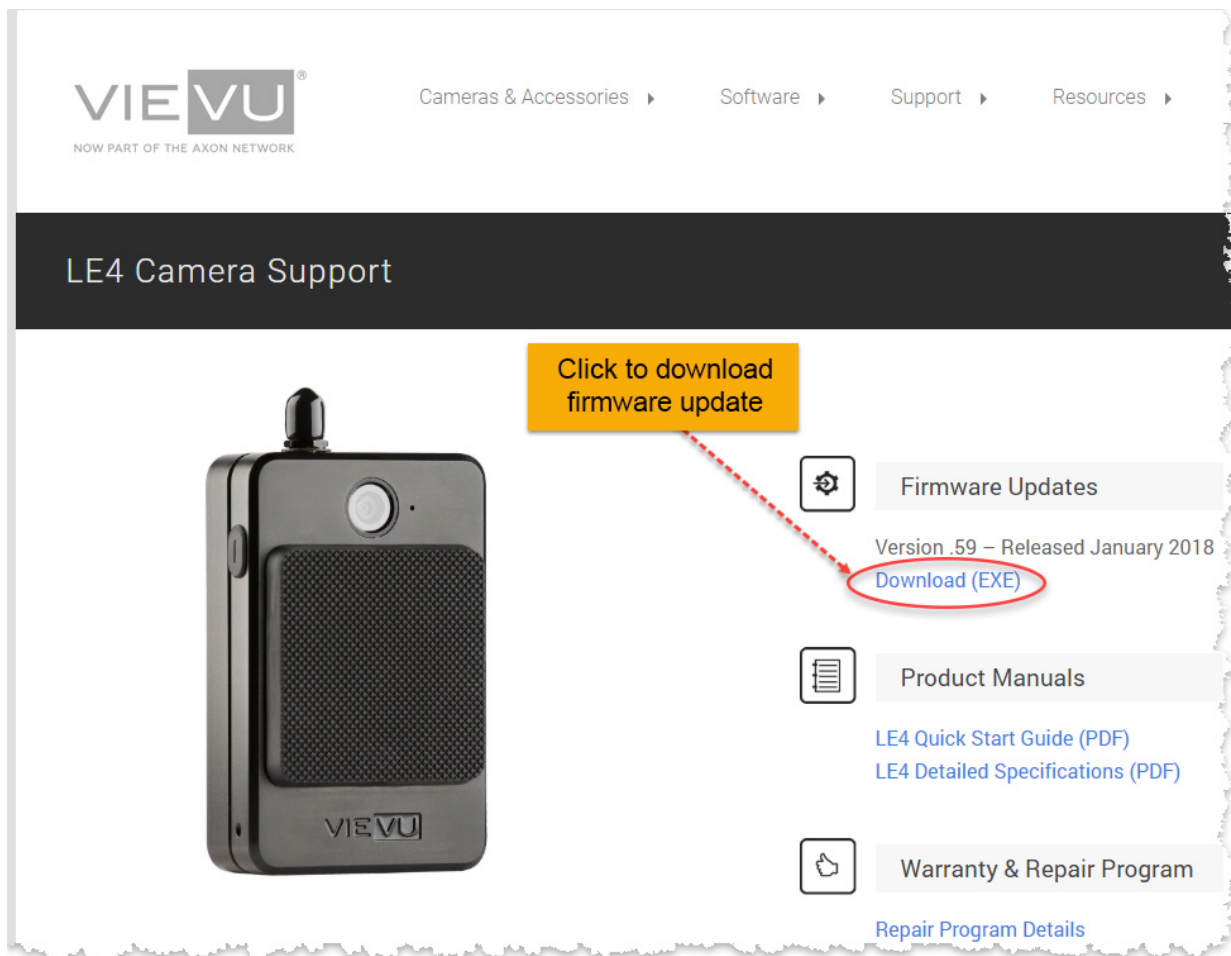 VIEVU®
NOW PART OF THE AXON NETWORK
Cameras & Accessories
Software
Support
Resources
LE4 Camera Support
Click to download
firmware update
Firmware Updates
Version .59 – Released January 2018
Download (EXE)
Product Manuals
LE4 Quick Start Guide (PDF)
LE4 Detailed Specifications (PDF)
VIEVU
Warranty & Repair Program
Repair Program Details